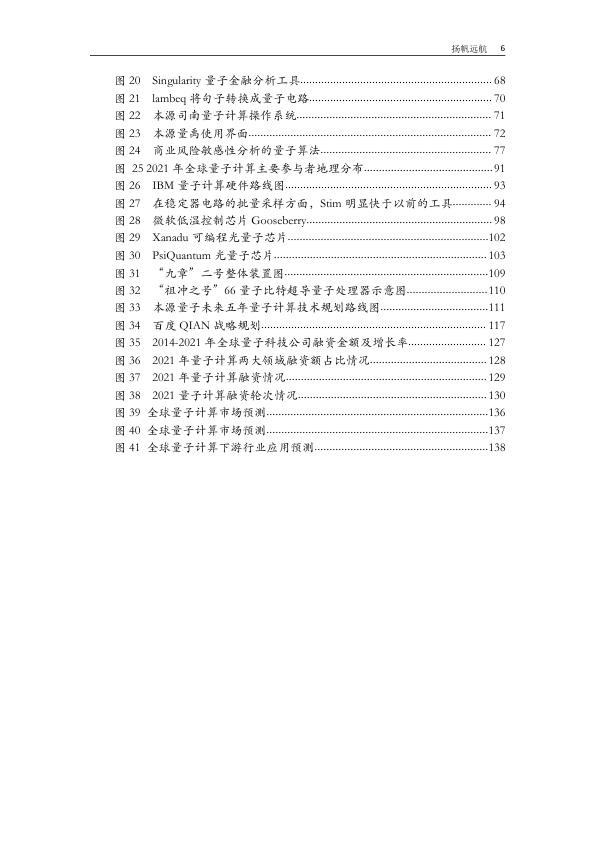 扬帆远航 6
图 20 Singularity 量子金融分析工具 68
图 21 lambeq 将句子转换成量子电路 70
图 22 本源司南量子计算操作系统 71
图 23 本源量禹使用界面 72
图 24 商业风险敏感性分析的量子算法 77
图 25 2021 年全球量子计算主要参与者地理分布 91
图 26 IBM 量子计算硬件路线图 93
图 27 在稳定器电路的批量采样方面，Stim 明显快于以前的工具 94
图 28 微软低温控制芯片 Gooseberry 98
图 29 Xanadu 可编程光量子芯片 102
图 30 PsiQuantum 光量子芯片 103
图 31 “九章”二号整体装置图 109
图 32 “祖冲之号”66 量子比特超导量子处理器示意图 110
图 33 本源量子未来五年量子计算技术规划路线图 111
图 34 百度 QIAN 战略规划 117
图 35 2014-2021 年全球量子科技公司融资金额及增长率 127
图 36 2021 年量子计算两大领域融资额占比情况 128
图 37 2021 年量子计算融资情况 129
图 38 2021 量子计算融资轮次情况 130
图 39 全球量子计算市场预测 136
图 40 全球量子计算市场预测 137
图 41 全球量子计算下游行业应用预测 138